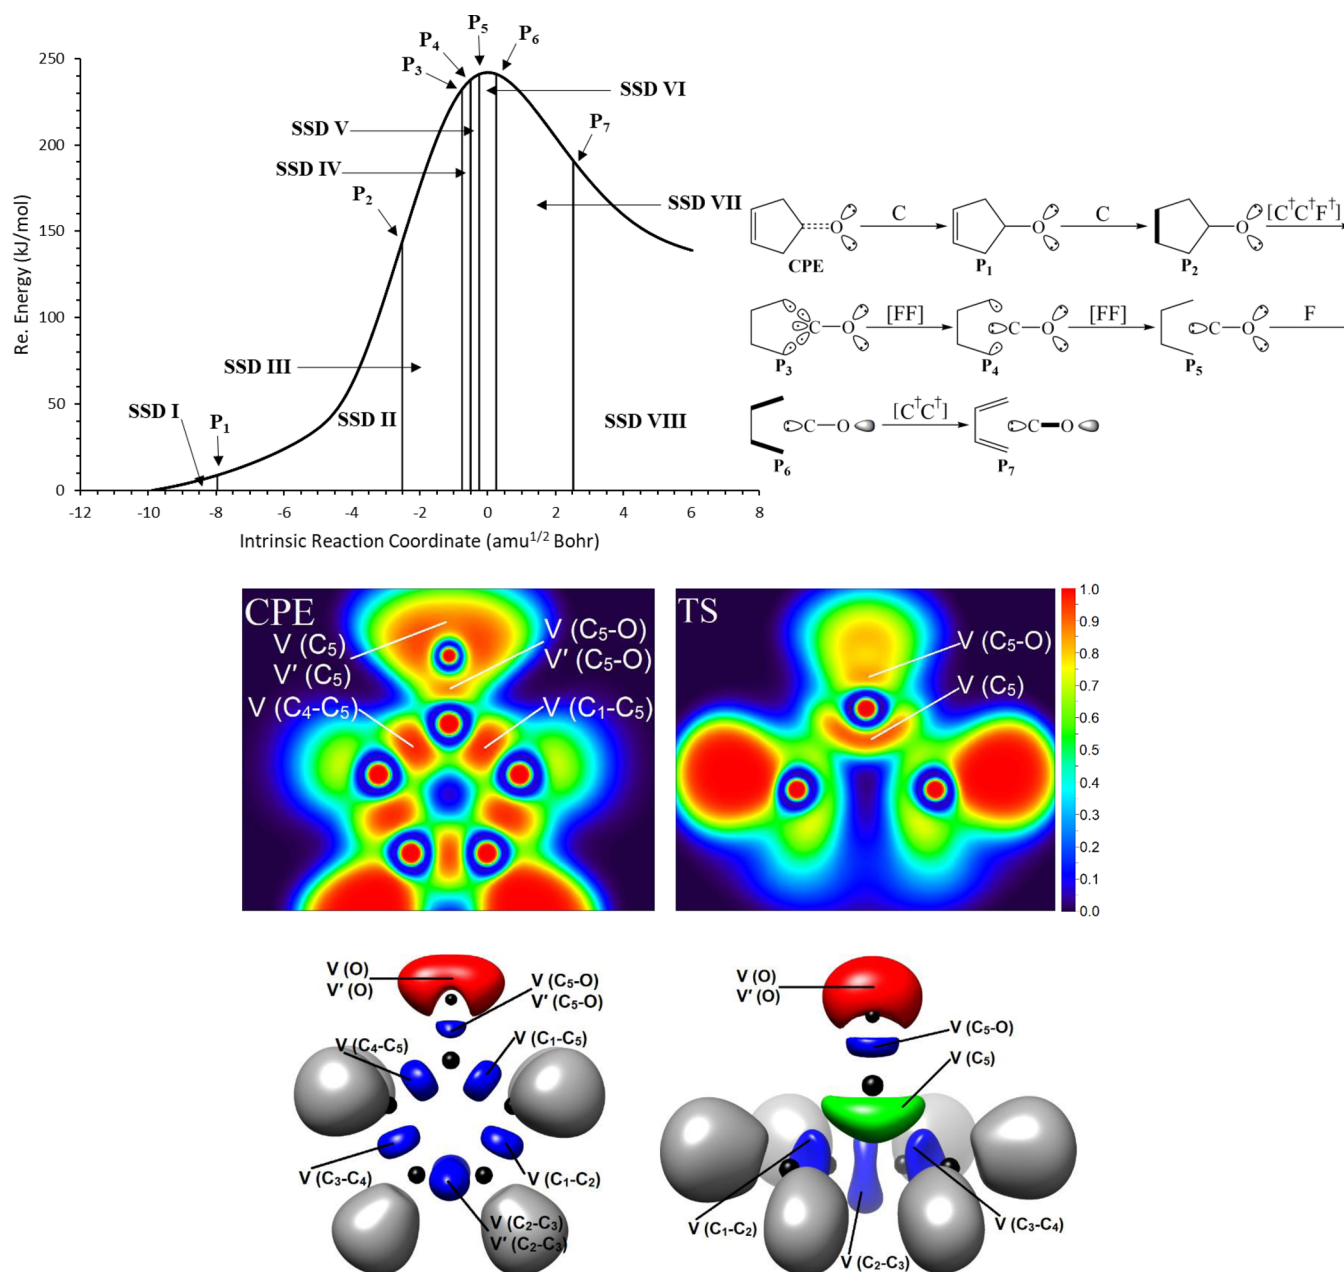 P5
P4
P6
P3
250
SSD VI
P7
SSD V
200
SSD IV
P2
SSD VII
150
Re. Energy (kJ/mol)
100
SSD III
SSD I
P1
SSD II
SSD VIII
50
0
-12 -10 -8 -6 -4 -2 0 2 4 6 8
Intrinsic Reaction Coordinate (amu1/2 Bohr)
O C O C O [C†C†F†]
CPE P1 P2
C O [FF] C O [FF] C O F
P3 P4 P5
C O [C†C†] C O
P6 P7
CPE
V (C5)
V′ (C5)
V (C5-O)
V′ (C5-O)
V (C4-C5)
V (C1-C5)
TS
V (C5-O)
V (C5)
1.0
0.9
0.8
0.7
0.6
0.5
0.4
0.3
0.2
0.1
0.0
V (O)
V′ (O)
V (C5-O)
V′ (C5-O)
V (C4-C5)
V (C1-C5)
V (C3-C4)
V (C1-C2)
V (C2-C3)
V′ (C2-C3)
V (O)
V′ (O)
V (C5-O)
V (C5)
V (C1-C2)
V (C3-C4)
V (C2-C3)